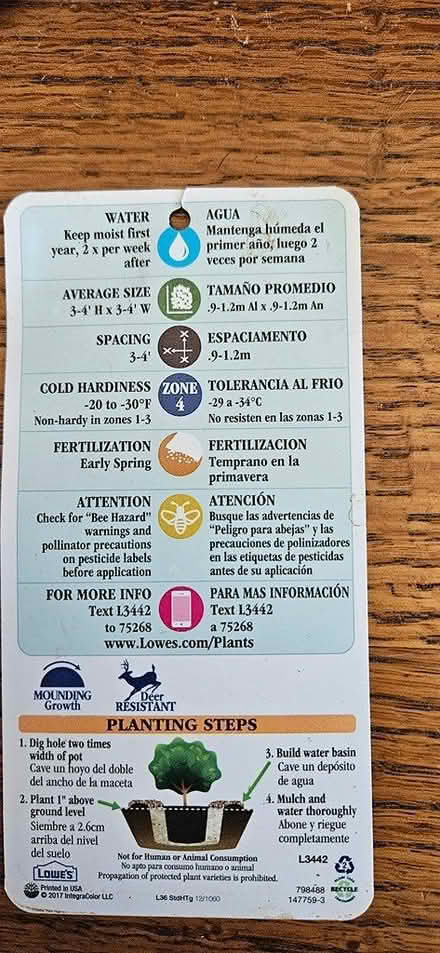 WATER
Keep moist first
year, 2 x per week
after
AGUA
Mantenga húmeda el
primer año, luego 2
veces por semana
AVERAGE SIZE
3-4' H x 3-4' W
TAMAÑO PROMEDIO
.9-1.2m Al x .9-1.2m An
SPACING
3-4'
ESPACIAMENTO
.9-1.2m
COLD HARDINESS
-20 to -30°F
Non-hardy in zones 1-3
ZONE
4
TOLERANCIA AL FRIO
-29 a -34°C
No resisten en las zonas 1-3
FERTILIZATION
Early Spring
FERTILIZACION
Temprano en la
primavera
ATTENTION
Check for "Bee Hazard"
warnings and
pollinator precautions
on pesticide labels
before application
ATENCIÓN
Busque las advertencias de
"Peligro para abejas" y las
precauciones de polinizadores
en las etiquetas de pesticidas
antes de su aplicación
FOR MORE INFO
Text L3442
to 75268
PARA MAS INFORMACIÓN
Text L3442
a 75268
www.Lowes.com/Plants
MOUNDING
Growth
Deer
RESISTANT
PLANTING STEPS
1. Dig hole two times
width of pot
Cave un hoyo del doble
del ancho de la maceta
2. Plant 1" above
ground level
Siembre a 2.6cm
arriba del nivel
del suelo
3. Build water basin
Cave un depósito
de agua
4. Mulch and
water thoroughly
Abone y riegue
completamente
Not for Human or Animal Consumption
No apto para consumo humano o animal
Propagation of protected plant varieties is prohibited.
LOWE'S
Printed in USA
© 2017 IntegraColor LLC
L36 StdHTg 12/1060
L3442
2
RECYCLE
798488
147759-3